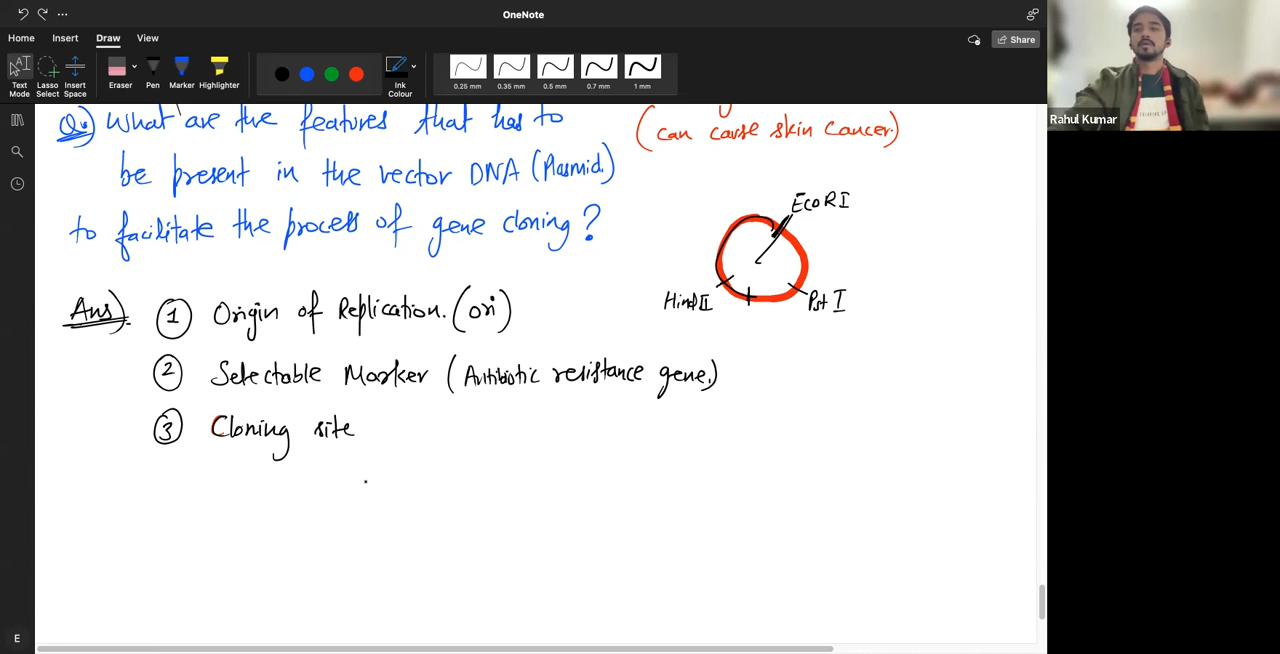 OneNote
Home Insert Draw View
Share
Text Mode
Lasso Select
Insert Space
Eraser
Pen
Marker
Highlighter
Ink Colour
0.25 mm
0.35 mm
0.5 mm
0.7 mm
1 mm
Rahul Kumar
Qs) What are the features that has to
be present in the vector DNA (Plasmid)
to facilitate the process of gene cloning?
(can cause skin cancer.)
EcoRI
Hind II
Pst I
Ans).
1 Origin of Replication. (ori)
2 Selectable Marker (Antibiotic resistance gene.)
3 Cloning site
E